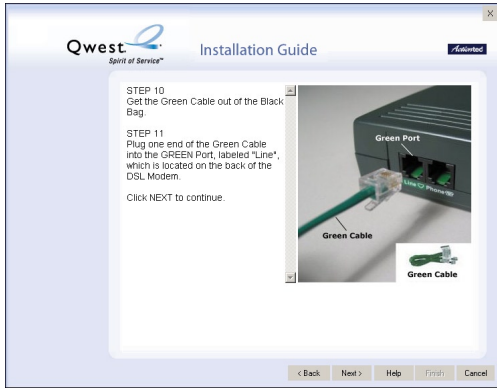 X
Qwest.
Spirit of Service™
Installation Guide
Actiontec
STEP 10
Get the Green Cable out of the Black
Bag.
STEP 11
Plug one end of the Green Cable
into the GREEN Port, labeled "Line",
which is located on the back of the
DSL Modem.
Click NEXT to continue.
Green Port
Line Phone
Green Cable
Green Cable
< Back Next > Help Finish Cancel